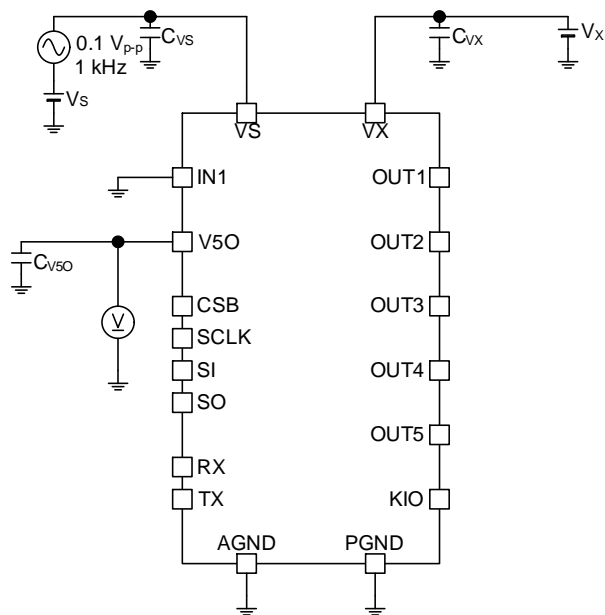 0.1 Vp-p
1 kHz
CVS
VS
CVX
VX
VS
VX
IN1
OUT1
V5O
OUT2
CV5O
V
CSB
OUT3
SCLK
SI
OUT4
SO
OUT5
RX
TX
KIO
AGND
PGND